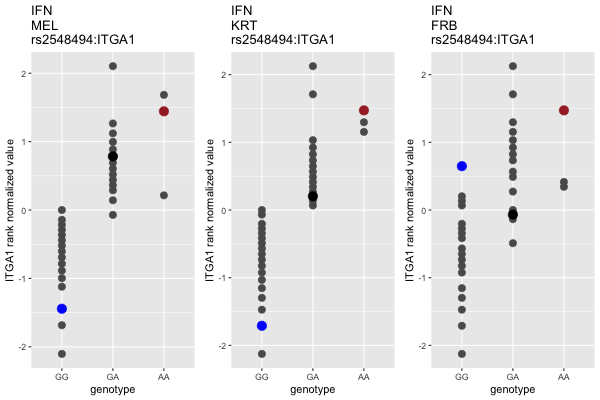 IFN
MEL
rs2548494:ITGA1
ITGA1 rank normalized value
2
1
0
-1
-2
GG
GA
AA
genotype
IFN
KRT
rs2548494:ITGA1
ITGA1 rank normalized value
2
1
0
-1
-2
GG
GA
AA
genotype
IFN
FRB
rs2548494:ITGA1
ITGA1 rank normalized value
2
1
0
-1
-2
GG
GA
AA
genotype